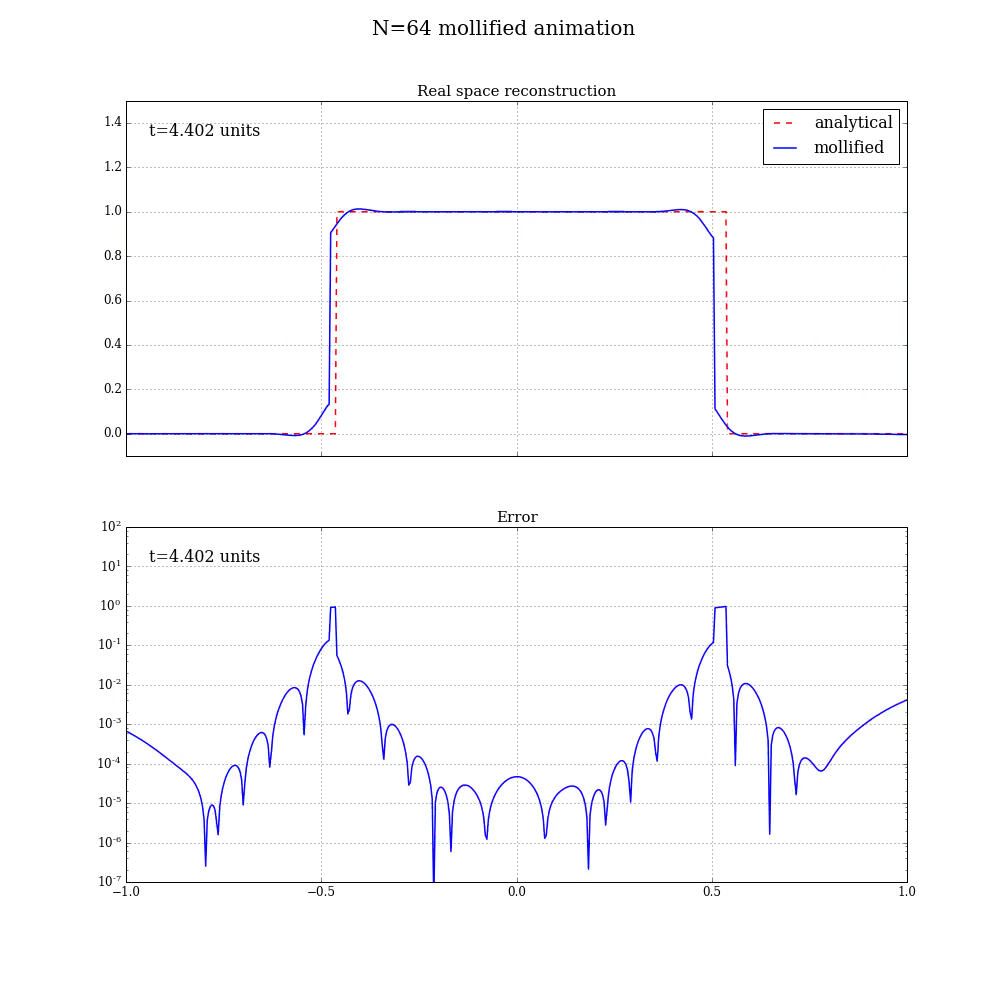 N=64 mollified animation
Real space reconstruction
t=4.402 units
analytical
mollified
1.4
1.2
1.0
0.8
0.6
0.4
0.2
0.0
Error
t=4.402 units
10²
10¹
10⁰
10⁻¹
10⁻²
10⁻³
10⁻⁴
10⁻⁵
10⁻⁶
10⁻⁷
−1.0 −0.5 0.0 0.5 1.0